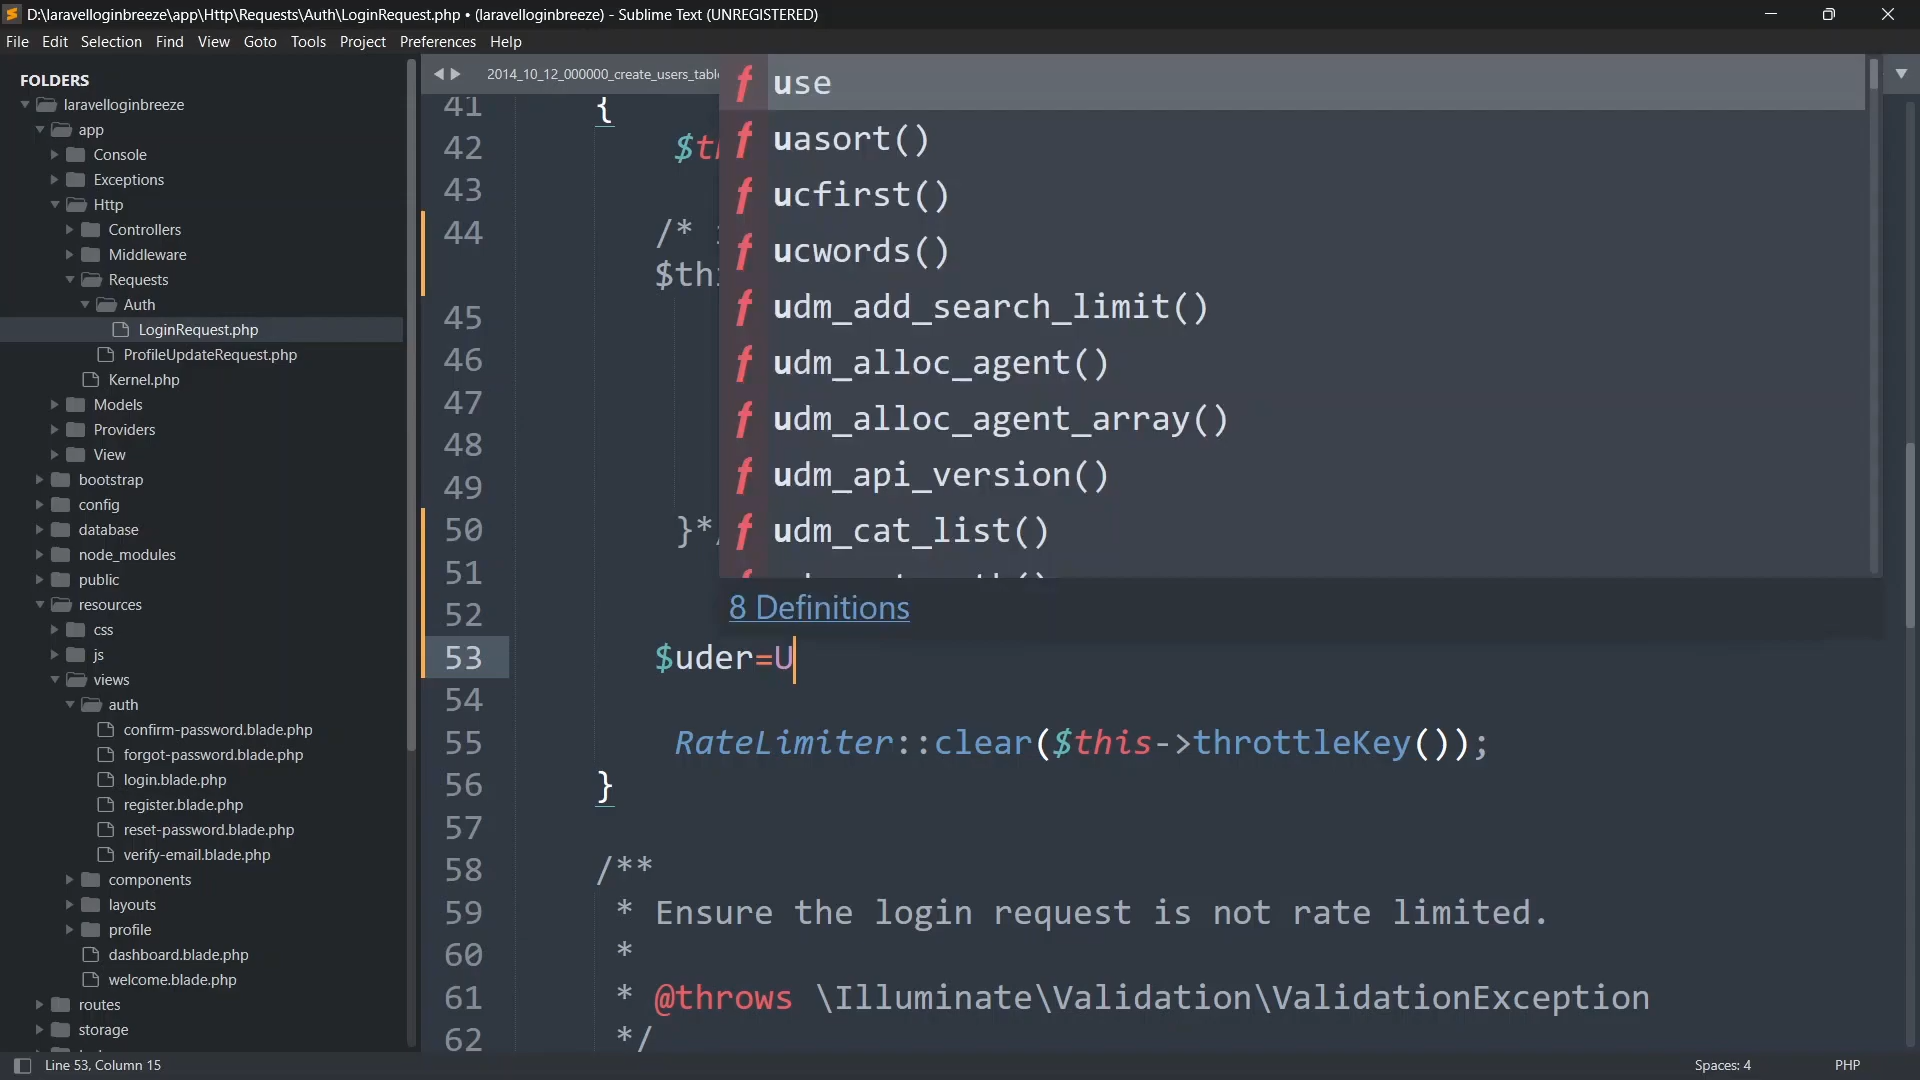 D:\laravelloginbreeze\app\Http\Requests\Auth\LoginRequest.php • (laravelloginbreeze) - Sublime Text (UNREGISTERED)
File Edit Selection Find View Goto Tools Project Preferences Help
FOLDERS
laravelloginbreeze
app
Console
Exceptions
Http
Controllers
Middleware
Requests
Auth
LoginRequest.php
ProfileUpdateRequest.php
Kernel.php
Models
Providers
View
bootstrap
config
database
node_modules
public
resources
css
js
views
auth
confirm-password.blade.php
forgot-password.blade.php
login.blade.php
register.blade.php
reset-password.blade.php
verify-email.blade.php
components
layouts
profile
dashboard.blade.php
welcome.blade.php
routes
storage
2014_10_12_000000_create_users_tabl
41 {
42 $t
43
44 /*
$thi
45
46
47
48
49
50 }*/
51
52
53 $uder=U
54
55 RateLimiter::clear($this->throttleKey());
56 }
57
58 /**
59 * Ensure the login request is not rate limited.
60 *
61 * @throws \Illuminate\Validation\ValidationException
62 */
f use
f uasort()
f ucfirst()
f ucwords()
f udm_add_search_limit()
f udm_alloc_agent()
f udm_alloc_agent_array()
f udm_api_version()
f udm_cat_list()
8 Definitions
Line 53, Column 15
Spaces: 4
PHP